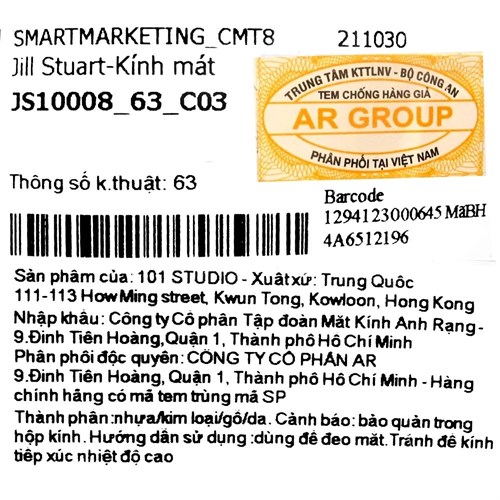 SMARTMARKETING_CMT8 211030
Jill Stuart-Kính mát
JS10008_63_C03
TRUNG TÂM KTTLNV - BỘ CÔNG AN
TEM CHỐNG HÀNG GIẢ
AR GROUP
PHÂN PHỐI TẠI VIỆT NAM
Thông số k.thuật: 63
Barcode
1294123000645 MãBH
4A6512196
Sản phẩm của: 101 STUDIO - Xuất xứ: Trung Quốc
111-113 How Ming street, Kwun Tong, Kowloon, Hong Kong
Nhập khẩu: Công ty Cổ phần Tập đoàn Mắt Kính Anh Rạng -
9.Đinh Tiên Hoàng,Quận 1, Thành phố Hồ Chí Minh
Phân phối độc quyền: CÔNG TY CỔ PHẦN AR
9.Đinh Tiên Hoàng, Quận 1, Thành phố Hồ Chí Minh - Hàng
chính hãng có mã tem trùng mã SP
Thành phần:nhựa/kim loại/gỗ/da. Cảnh báo: bảo quản trong
hộp kính. Hướng dẫn sử dụng :dùng để đeo mắt.Tránh để kính
tiếp xúc nhiệt độ cao